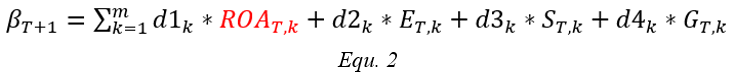 β_{T+1} = ∑_{k=1}^{m} d1_k * ROA_{T,k} + d2_k * E_{T,k} + d3_k * S_{T,k} + d4_k * G_{T,k}
Equ. 2